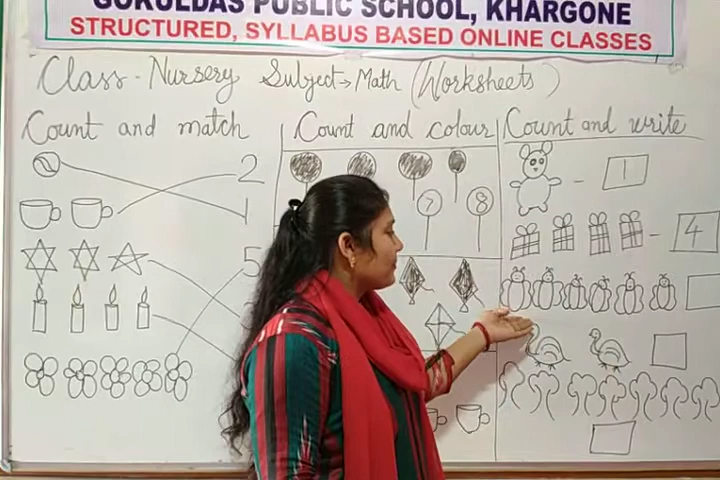 GOKULDAS PUBLIC SCHOOL, KHARGONE
STRUCTURED, SYLLABUS BASED ONLINE CLASSES
Class - Nursery Subject → Math (Worksheets)
Count and match
2
1
5
Count and colour
7
8
Count and write
1
4